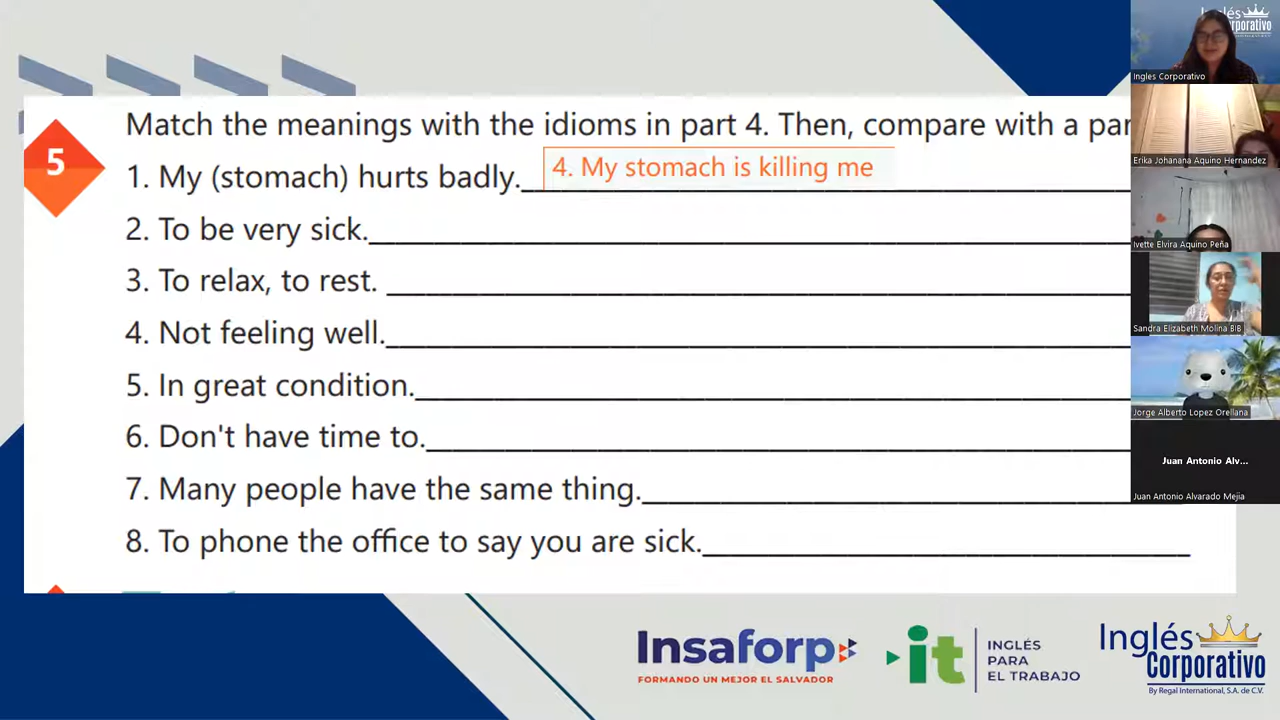 Match the meanings with the idioms in part 4. Then, compare with a par
5
1. My (stomach) hurts badly.
4. My stomach is killing me
2. To be very sick.
3. To relax, to rest.
4. Not feeling well.
5. In great condition.
6. Don't have time to.
7. Many people have the same thing.
8. To phone the office to say you are sick.
Ingles Corporativo
Erika Johanana Aquino Hernandez
Ivette Elvira Aquino Peña
Sandra Elizabeth Molina BIB
Jorge Alberto Lopez Orellana
Juan Antonio Alv...
Juan Antonio Alvarado Mejia
Insaforp
FORMANDO UN MEJOR EL SALVADOR
it
INGLÉS
PARA
EL TRABAJO
Inglés
Corporativo
By Regal International, S.A. de C.V.